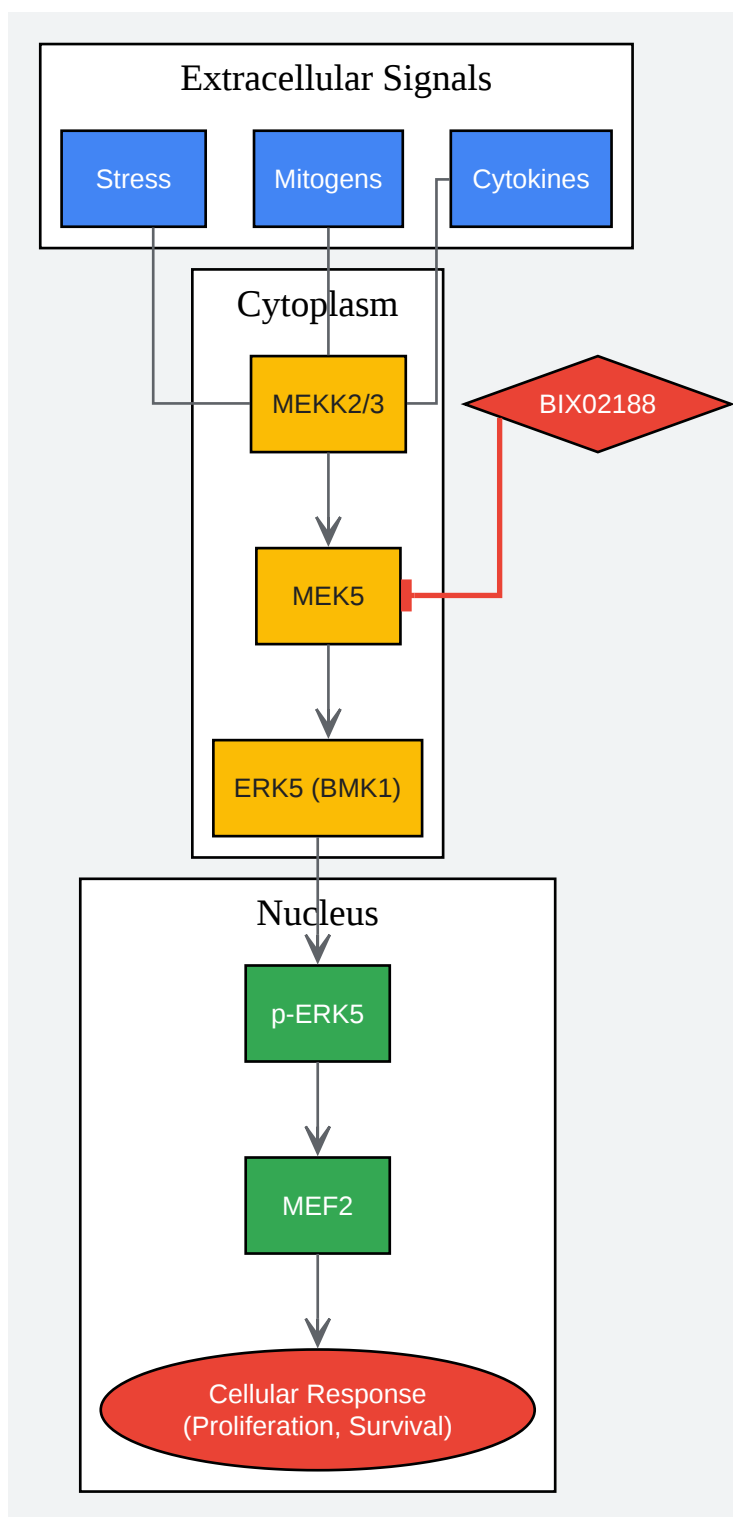 Extracellular Signals
Stress
Mitogens
Cytokines
Cytoplasm
MEKK2/3
BIX02188
MEK5
ERK5 (BMK1)
Nucleus
p-ERK5
MEF2
Cellular Response
(Proliferation, Survival)